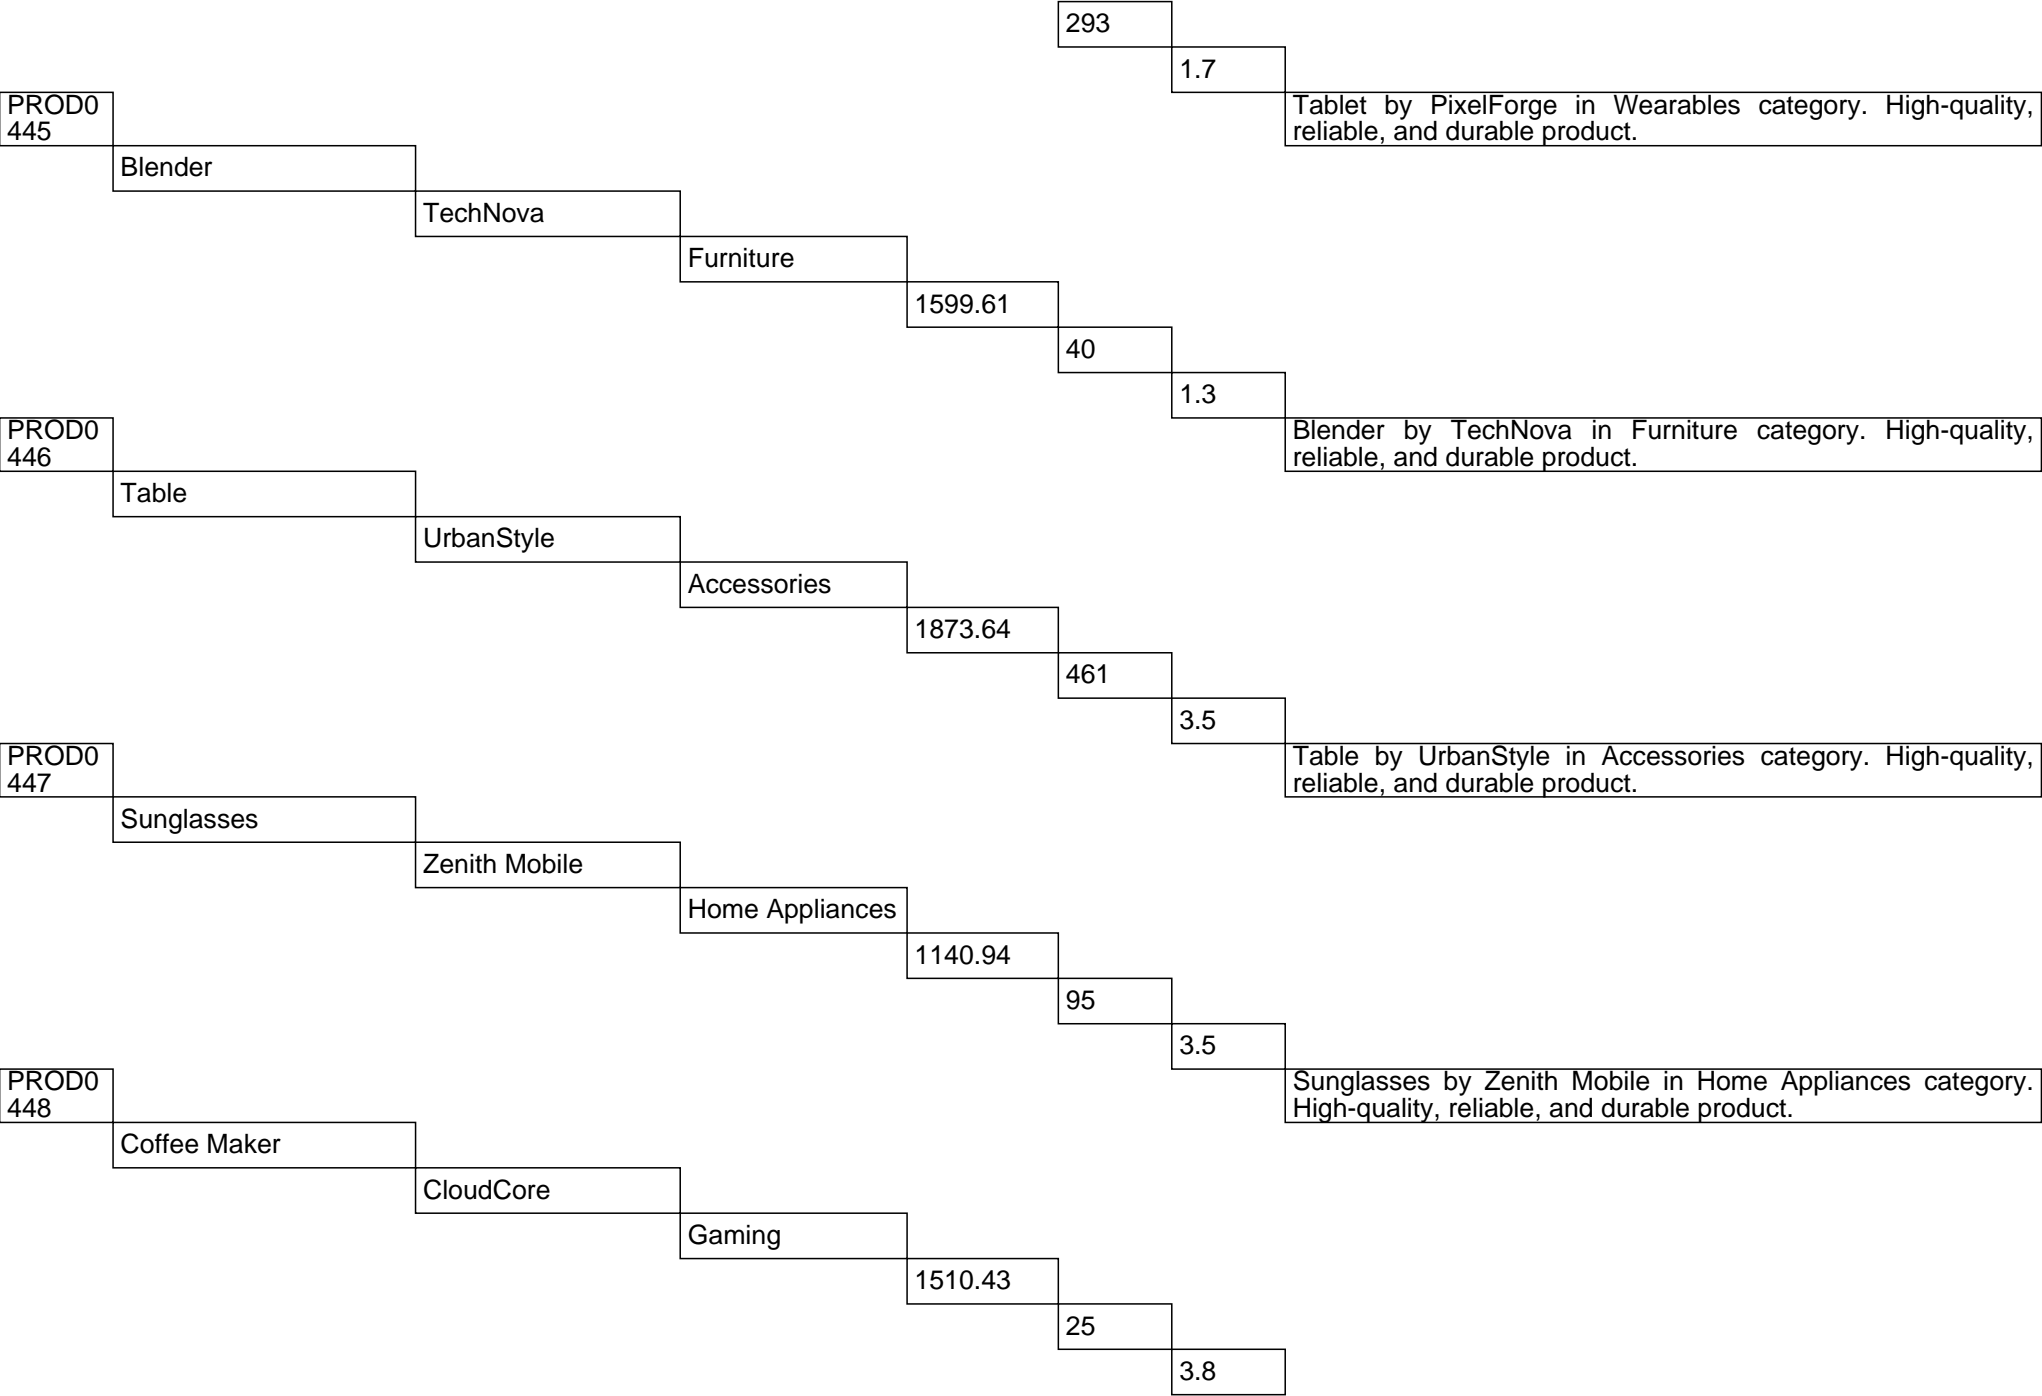 293
1.7
Tablet by PixelForge in Wearables category. High-quality,
reliable, and durable product.
PROD0
445
Blender
TechNova
Furniture
1599.61
40
1.3
Blender by TechNova in Furniture category. High-quality,
reliable, and durable product.
PROD0
446
Table
UrbanStyle
Accessories
1873.64
461
3.5
Table by UrbanStyle in Accessories category. High-quality,
reliable, and durable product.
PROD0
447
Sunglasses
Zenith Mobile
Home Appliances
1140.94
95
3.5
Sunglasses by Zenith Mobile in Home Appliances category.
High-quality, reliable, and durable product.
PROD0
448
Coffee Maker
CloudCore
Gaming
1510.43
25
3.8